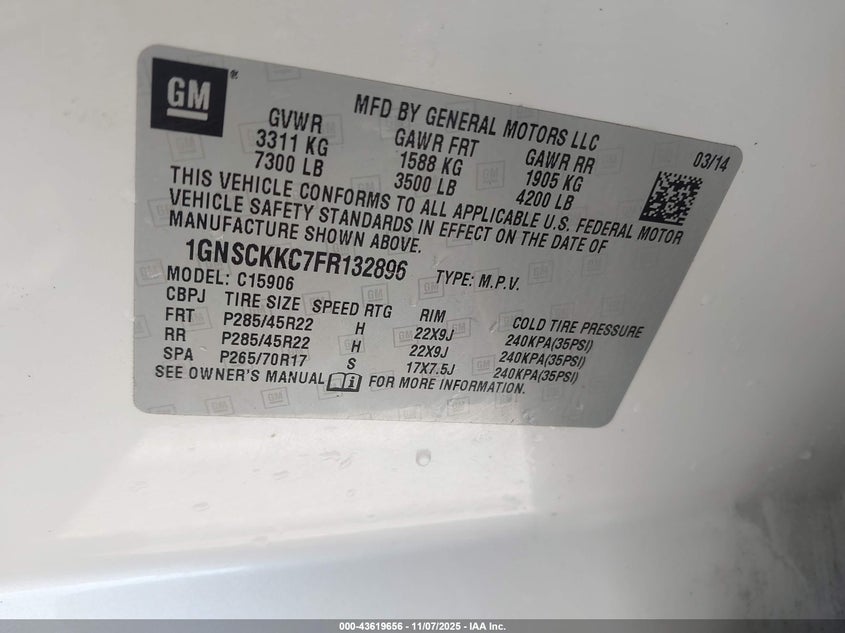 GM
MFD BY GENERAL MOTORS LLC
03/14
GVWR GAWR FRT GAWR RR
3311 KG 1588 KG 1905 KG
7300 LB 3500 LB 4200 LB
THIS VEHICLE CONFORMS TO ALL APPLICABLE U.S. FEDERAL MOTOR
VEHICLE SAFETY STANDARDS IN EFFECT ON THE DATE OF
MANUFACTURE SHOWN ABOVE.
1GNSCKKC7FR132896 TYPE: M.P.V.
MODEL: C15906
CBPJ TIRE SIZE SPEED RTG RIM COLD TIRE PRESSURE
FRT P285/45R22 H 22X9J 240KPA(35PSI)
RR P285/45R22 H 22X9J 240KPA(35PSI)
SPA P265/70R17 S 17X7.5J 240KPA(35PSI)
SEE OWNER'S MANUAL FOR MORE INFORMATION.
000-43619656 | 11/07/2025 - IAA Inc.